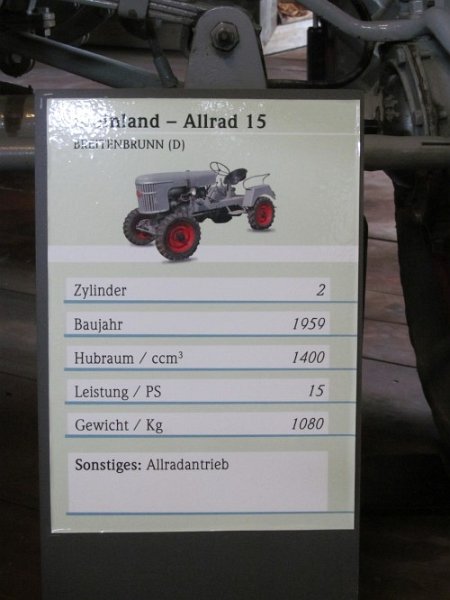 – Allrad 15
BREITENBRUNN (D)
Zylinder 2
Baujahr 1959
Hubraum / ccm³ 1400
Leistung / PS 15
Gewicht / Kg 1080
Sonstiges: Allradantrieb